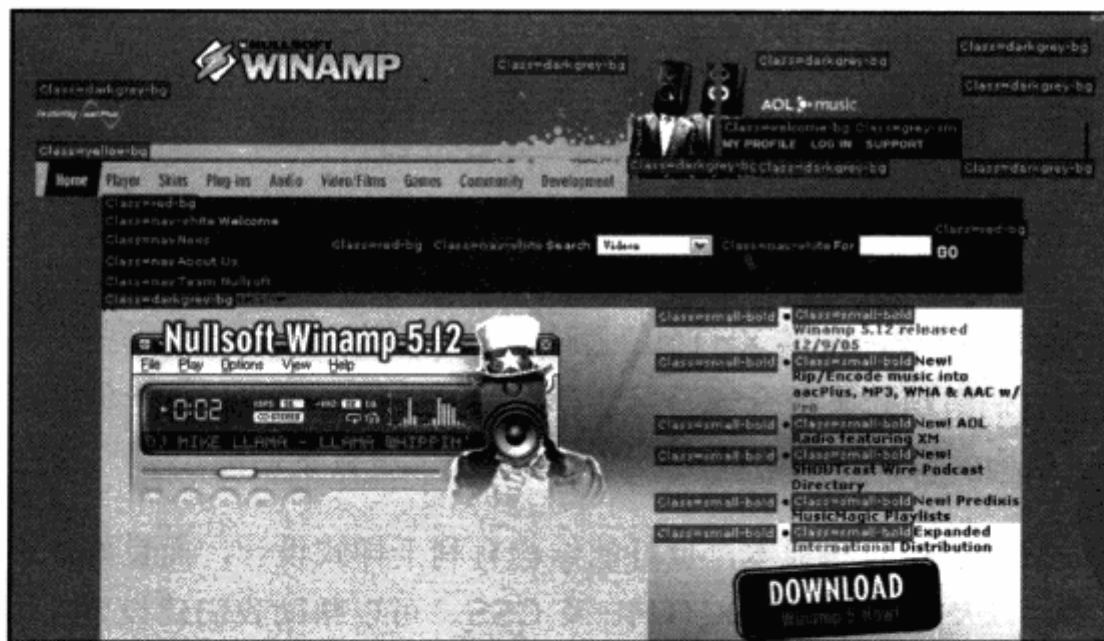 NULLSOFT
WINAMP
Class=darkgrey-bg
Class=darkgrey-bg
Class=darkgrey-bg
Class=darkgrey-bg
Class=darkgrey-bg
AOL music
Class=yellow-bg
Class=welcome-bg Class=grey-sm
MY PROFILE LOG IN SUPPORT
Class=darkgrey-bg Class=darkgrey-bg
Class=darkgrey-bg
Home Player Skins Plug-ins Audio Video/Films Games Community Development
Class=red-bg
Class=nav-white Welcome
Class=nav News
Class=nav About Us
Class=nav Team Nullsoft
Class=red-bg Class=nav-white Search Videos Class=nav-white For
Class=red-bg
GO
Class=darkgrey-bg
Nullsoft Winamp 5.12
File Play Options View Help
0:02
CD-STEREO
DJ MIKE LLAMA - LLAMA WHIPPIN'
Class=small-bold • Class=small-bold
Winamp 5.12 released
12/9/05
Class=small-bold • Class=small-bold New!
Rip/Encode music into
aacPlus, MP3, WMA & AAC w/
Pro
Class=small-bold • Class=small-bold New! AOL
Radio featuring XM
Class=small-bold • Class=small-bold New!
SHOUTcast Wire Podcast
Directory
Class=small-bold • Class=small-bold New! Predixis
MusicMagic Playlists
Class=small-bold • Class=small-bold Expanded
International Distribution
DOWNLOAD
Winamp 5 Now!